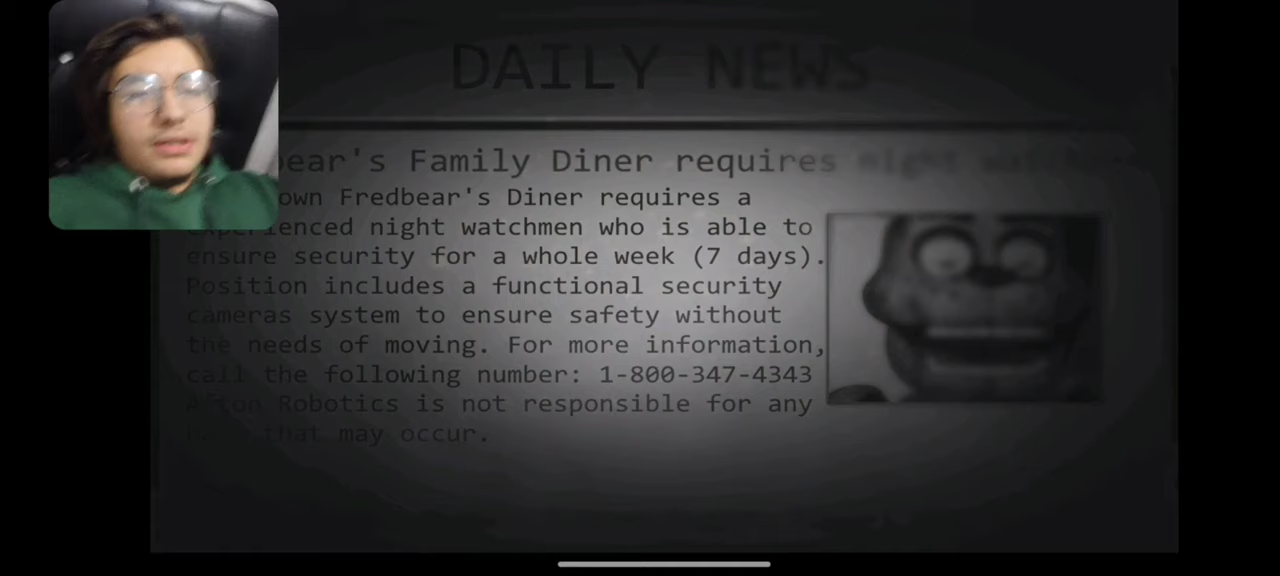 DAILY NEWS
bear's Family Diner requires night
own Fredbear's Diner requires a
experienced night watchmen who is able to
ensure security for a whole week (7 days).
Position includes a functional security
cameras system to ensure safety without
the needs of moving. For more information,
call the following number: 1-800-347-4343
Afton Robotics is not responsible for any
that may occur.